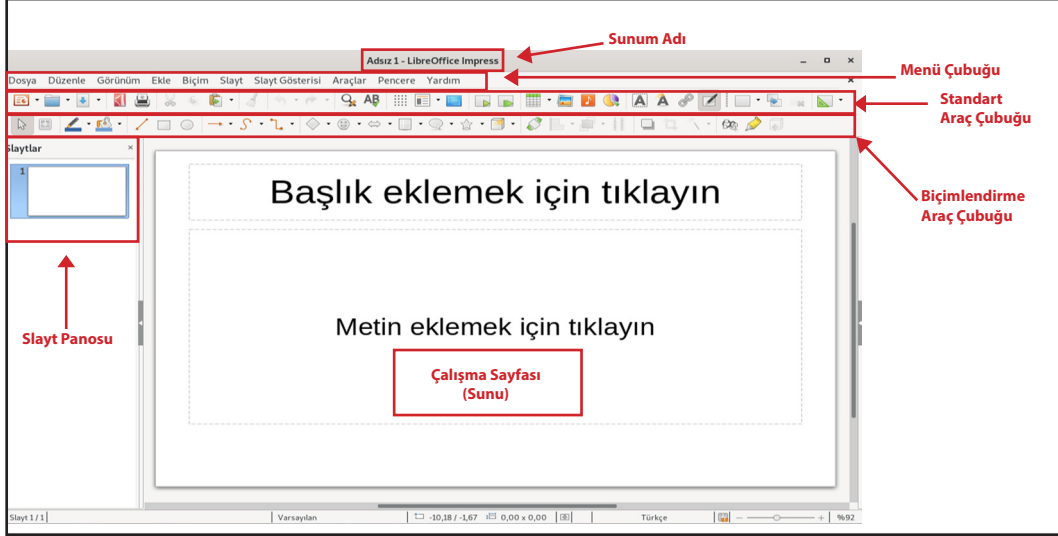 Sunum Adı
Adsız 1 - LibreOffice Impress
Menü Çubuğu
Dosya Düzenle Görünüm Ekle Biçim Slayt Slayt Gösterisi Araçlar Pencere Yardım
Standart
Araç Çubuğu
Slaytlar
1
Başlık eklemek için tıklayın
Biçimlendirme
Araç Çubuğu
Metin eklemek için tıklayın
Slayt Panosu
Çalışma Sayfası
(Sunu)
Slayt 1 / 1 Varsayılan -10,18 / -1,67 0,00 x 0,00 Türkçe %92